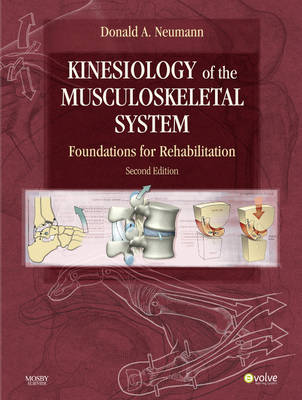 Donald A. Neumann
KINESIOLOGY of the
MUSCULOSKELETAL
SYSTEM
Foundations for Rehabilitation
Second Edition
MOSBY
ELSEVIER
evolve